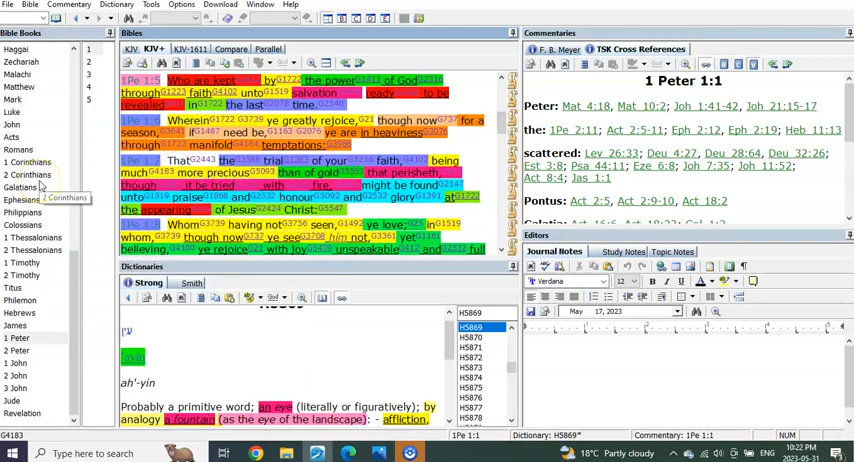 File Bible Commentary Dictionary Tools Options Download Window Help
Bible Books
Haggai
Zechariah
Malachi
Matthew
Mark
Luke
John
Acts
Romans
1 Corinthians
2 Corinthians
Galatians
2 Corinthians
Ephesians
Philippians
Colossians
1 Thessalonians
2 Thessalonians
1 Timothy
2 Timothy
Titus
Philemon
Hebrews
James
1 Peter
2 Peter
1 John
2 John
3 John
Jude
Revelation
1
2
3
4
5
Bibles
KJV KJV+ KJV-1611 Compare Parallel
1Pe 1:5 Who are kept by G1722 the power G1411 of God G2316
through G1223 faith G4102 unto G1519 salvation ready to be
revealed in G1722 the last G2078 time. G2540
1Pe 1:6 Wherein G1722 G3739 ye greatly rejoice, G21 though now G737 for a
season, G3641 if G1487 need be, G1163 G2076 ye are in heaviness G3076
through G1722 manifold G4164 temptations: G3986
1Pe 1:7 That G2443 the G3588 trial G1383 of your G5216 faith, G4102 being
much G4183 more precious G5093 than of gold G5553 that perisheth,
though it be tried with fire, might be found
unto G1519 praise G1868 and G2532 honour G5092 and G2532 glory G1391 at G1722
the appearing of Jesus G2424 Christ: G5547
Whom G3739 having not G3756 seen, G1492 ye love; G25 in G1519
whom, G3739 though now G737 ye see G3708 him not, G3361 yet G1161
believing, G4100 ye rejoice G21 with joy G5479 unspeakable G412 and G2532 full
Dictionaries
Strong Smith
H5869
עַיִן
‛ayin
ah'-yin
Probably a primitive word; an eye (literally or figuratively); by
analogy a fountain (as the eye of the landscape): - affliction,
H5869
H5869
H5870
H5871
H5872
H5873
H5874
H5875
H5876
H5877
H5878
Commentaries
F. B. Meyer TSK Cross References
1 Peter 1:1
Peter: Mat 4:18, Mat 10:2; Joh 1:41-42, Joh 21:15-17
the: 1Pe 2:11; Act 2:5-11; Eph 2:12, Eph 2:19; Heb 11:13
scattered: Lev 26:33; Deu 4:27, Deu 28:64, Deu 32:26;
Est 3:8; Psa 44:11; Eze 6:8; Joh 7:35; Joh 11:52;
Act 8:4; Jas 1:1
Pontus: Act 2:5, Act 2:9-10, Act 18:2
Editors
Journal Notes Study Notes Topic Notes
Verdana 12
May 17, 2023
G4183
1Pe 1:1 Dictionary: H5869* Commentary: 1Pe 1:1 NUM
Type here to search
18°C Partly cloudy
ENG
10:22 PM
2023-05-31